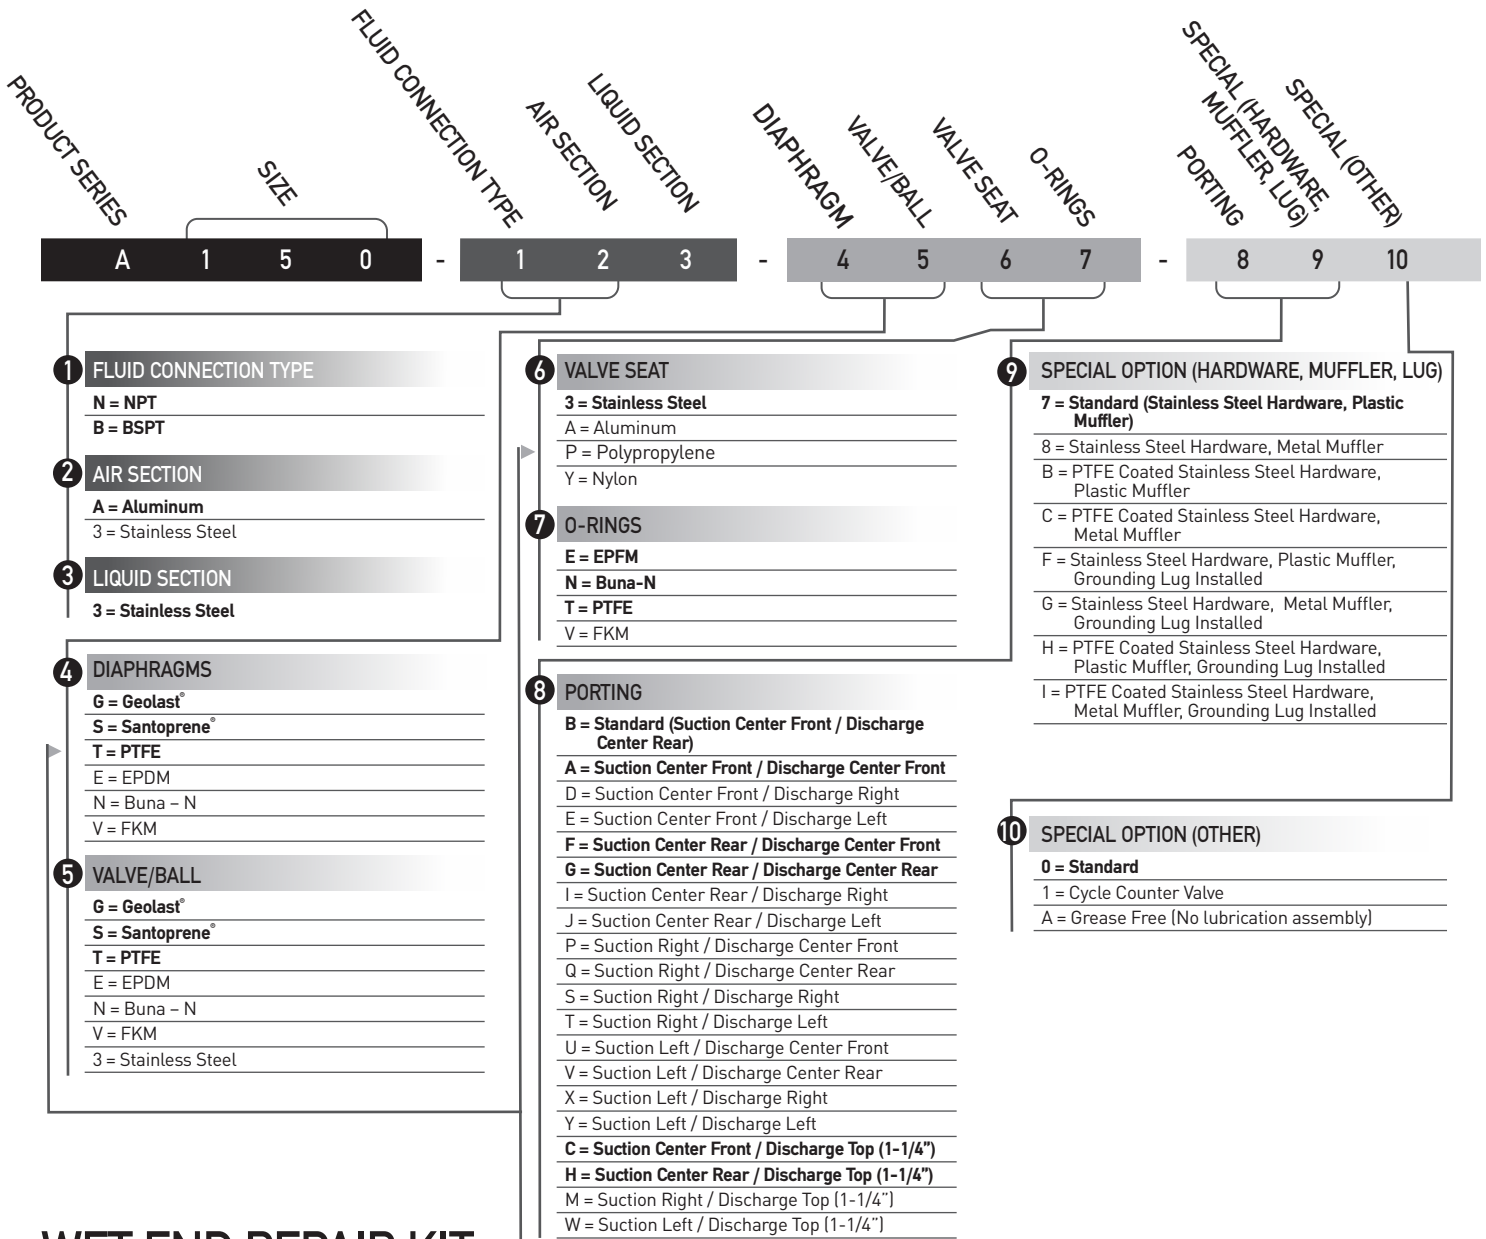 PRODUCT SERIES
SIZE
FLUID CONNECTION TYPE
AIR SECTION
LIQUID SECTION
DIAPHRAGM
VALVE/BALL
VALVE SEAT
O-RINGS
PORTING
SPECIAL (HARDWARE,
MUFFLER, LUG)
SPECIAL (OTHER)
A 1 5 0 - 1 2 3 - 4 5 6 7 - 8 9 10
1 FLUID CONNECTION TYPE
N = NPT
B = BSPT
2 AIR SECTION
A = Aluminum
3 = Stainless Steel
3 LIQUID SECTION
3 = Stainless Steel
4 DIAPHRAGMS
G = Geolast®
S = Santoprene®
T = PTFE
E = EPDM
N = Buna – N
V = FKM
5 VALVE/BALL
G = Geolast®
S = Santoprene®
T = PTFE
E = EPDM
N = Buna – N
V = FKM
3 = Stainless Steel
6 VALVE SEAT
3 = Stainless Steel
A = Aluminum
P = Polypropylene
Y = Nylon
7 O-RINGS
E = EPFM
N = Buna-N
T = PTFE
V = FKM
8 PORTING
B = Standard (Suction Center Front / Discharge
Center Rear)
A = Suction Center Front / Discharge Center Front
D = Suction Center Front / Discharge Right
E = Suction Center Front / Discharge Left
F = Suction Center Rear / Discharge Center Front
G = Suction Center Rear / Discharge Center Rear
I = Suction Center Rear / Discharge Right
J = Suction Center Rear / Discharge Left
P = Suction Right / Discharge Center Front
Q = Suction Right / Discharge Center Rear
S = Suction Right / Discharge Right
T = Suction Right / Discharge Left
U = Suction Left / Discharge Center Front
V = Suction Left / Discharge Center Rear
X = Suction Left / Discharge Right
Y = Suction Left / Discharge Left
C = Suction Center Front / Discharge Top (1-1/4")
H = Suction Center Rear / Discharge Top (1-1/4")
M = Suction Right / Discharge Top (1-1/4")
W = Suction Left / Discharge Top (1-1/4")
9 SPECIAL OPTION (HARDWARE, MUFFLER, LUG)
7 = Standard (Stainless Steel Hardware, Plastic
Muffler)
8 = Stainless Steel Hardware, Metal Muffler
B = PTFE Coated Stainless Steel Hardware,
Plastic Muffler
C = PTFE Coated Stainless Steel Hardware,
Metal Muffler
F = Stainless Steel Hardware, Plastic Muffler,
Grounding Lug Installed
G = Stainless Steel Hardware, Metal Muffler,
Grounding Lug Installed
H = PTFE Coated Stainless Steel Hardware,
Plastic Muffler, Grounding Lug Installed
I = PTFE Coated Stainless Steel Hardware,
Metal Muffler, Grounding Lug Installed
10 SPECIAL OPTION (OTHER)
0 = Standard
1 = Cycle Counter Valve
A = Grease Free (No lubrication assembly)
WET END REPAIR KIT